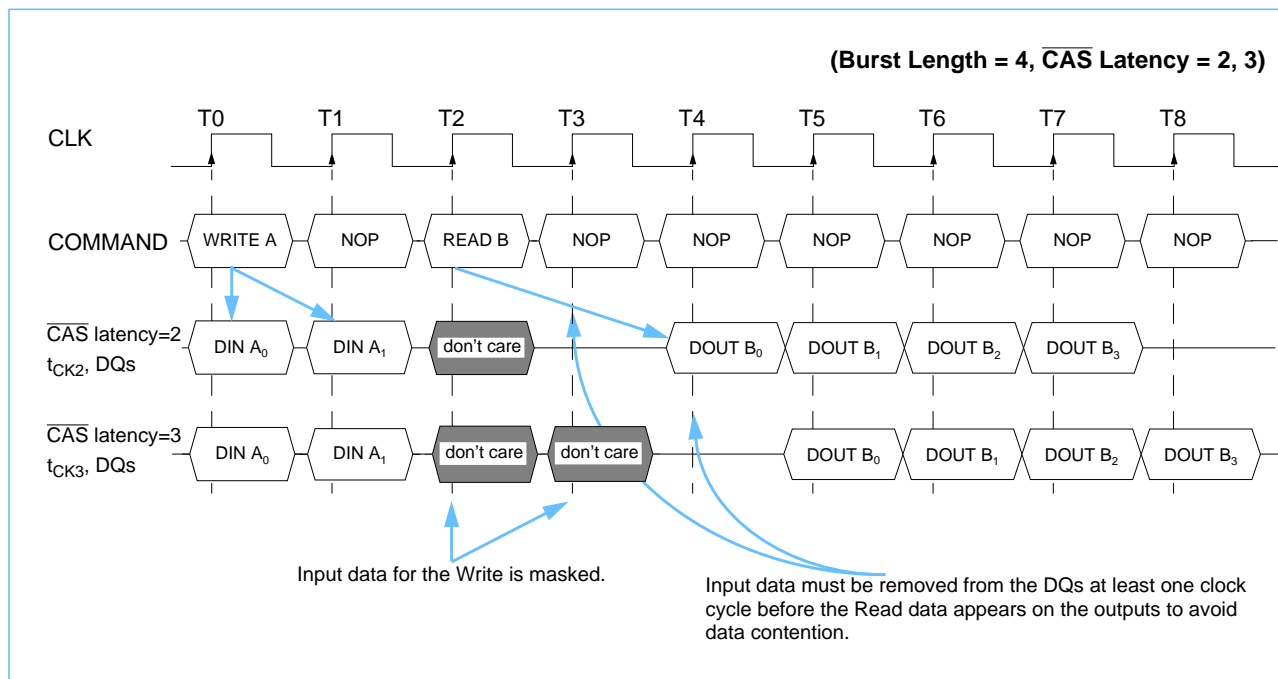 (Burst Length = 4, CAS Latency = 2, 3)
T0 T1 T2 T3 T4 T5 T6 T7 T8
CLK
COMMAND WRITE A NOP READ B NOP NOP NOP NOP NOP NOP
CAS latency=2
tCK2, DQs
DIN A0 DIN A1 don't care DOUT B0 DOUT B1 DOUT B2 DOUT B3
CAS latency=3
tCK3, DQs
DIN A0 DIN A1 don't care don't care DOUT B0 DOUT B1 DOUT B2 DOUT B3
Input data for the Write is masked.
Input data must be removed from the DQs at least one clock
cycle before the Read data appears on the outputs to avoid
data contention.